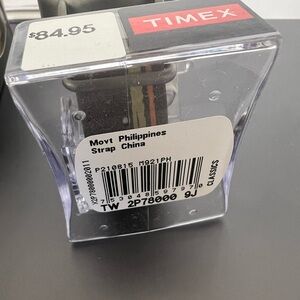 $84.95
TIMEX
Movt Philippines
Strap China
P210815 M921PH
CLASSICS
TW 2P78000 9J